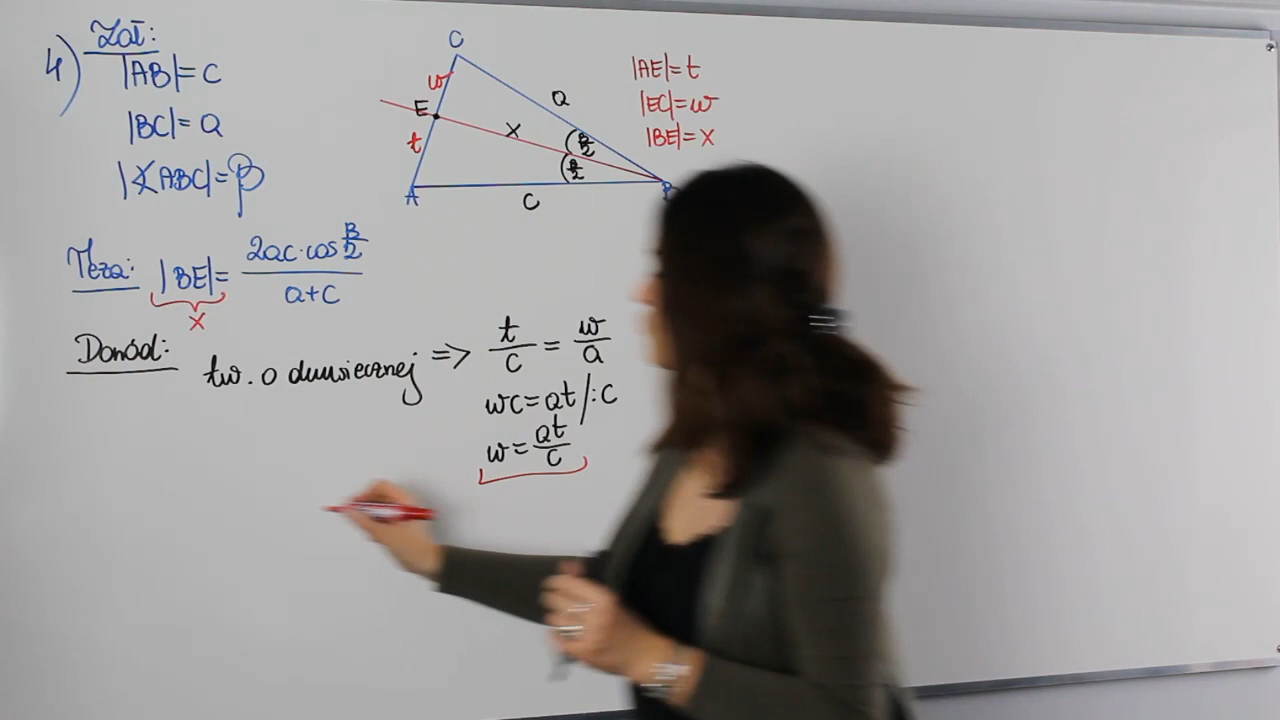 4) Zał:
|AB|=c
|BC|=a
|∢ABC|=β
C
w
E
t
A
a
x
β/2
β/2
c
B
|AE|=t
|EC|=w
|BE|=x
Teza: |BE|= 2ac·cos β/2 / a+c
x
Dowód: tw. o dwusiecznej => t/c = w/a
wc=at/:c
w= at/c